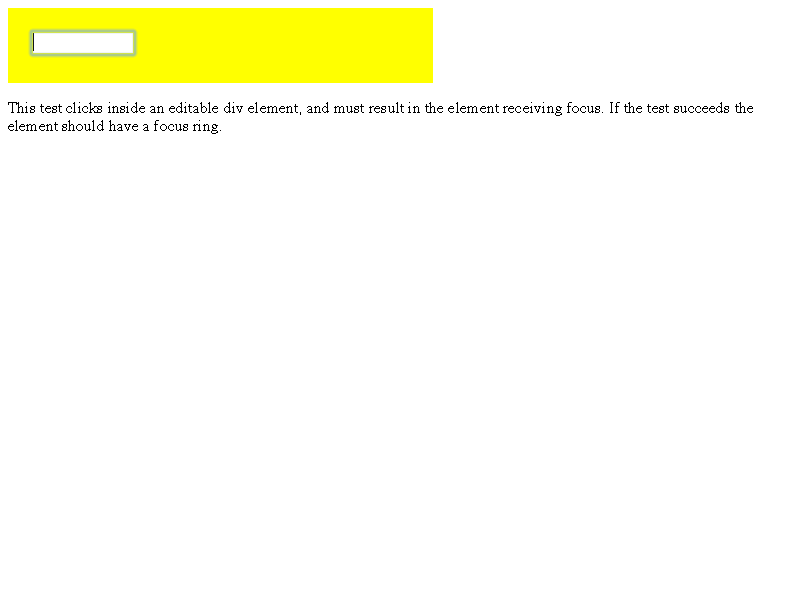 This test clicks inside an editable div element, and must result in the element receiving focus. If the test succeeds the
element should have a focus ring.